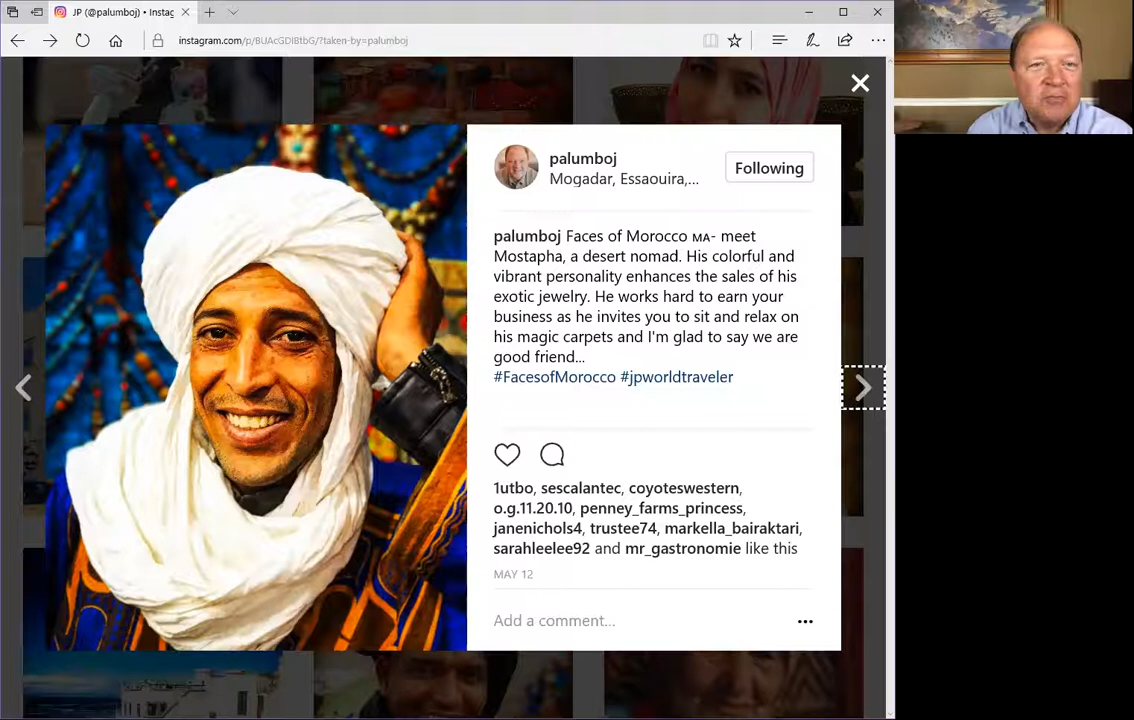 JP (@palumboj) • Instag
instagram.com/p/BUAcGDIBtbG/?taken-by=palumboj
palumboj
Mogadar, Essaouira,...
Following
palumboj Faces of Morocco ᴍᴀ- meet
Mostapha, a desert nomad. His colorful and
vibrant personality enhances the sales of his
exotic jewelry. He works hard to earn your
business as he invites you to sit and relax on
his magic carpets and I'm glad to say we are
good friend...
#FacesofMorocco #jpworldtraveler
1utbo, sescalantec, coyoteswestern,
o.g.11.20.10, penney_farms_princess,
janenichols4, trustee74, markella_bairaktari,
sarahleelee92 and mr_gastronomie like this
MAY 12
Add a comment...